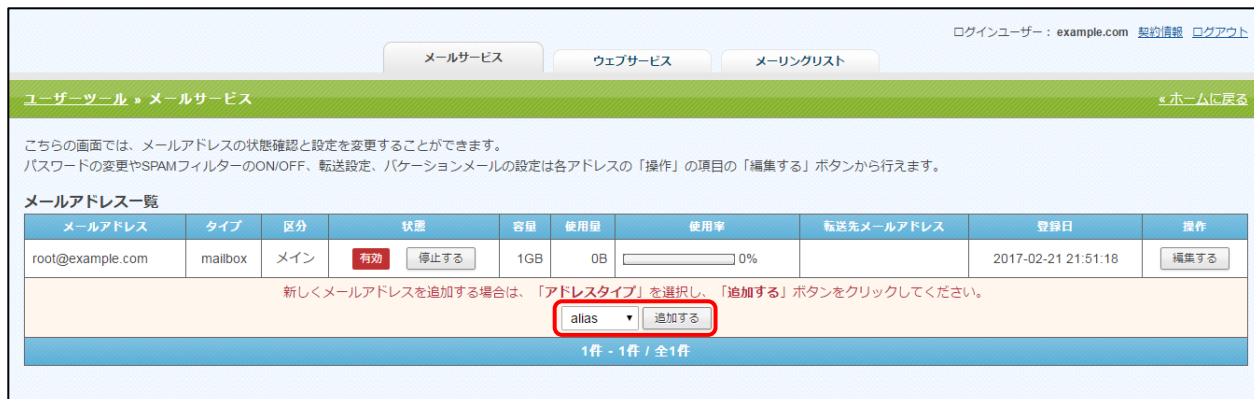 ログインユーザー： example.com 契約情報 ログアウト
メールサービス ウェブサービス メーリングリスト
ユーザーツール » メールサービス «ホームに戻る
こちらの画面では、メールアドレスの状態確認と設定を変更することができます。
パスワードの変更やSPAMフィルターのON/OFF、転送設定、バケーションメールの設定は各アドレスの「操作」の項目の「編集する」ボタンから行えます。
メールアドレス一覧
メールアドレス タイプ 区分 状態 容量 使用量 使用率 転送先メールアドレス 登録日 操作
root@example.com mailbox メイン 有効 停止する 1GB 0B 0% 2017-02-21 21:51:18 編集する
新しくメールアドレスを追加する場合は、「アドレスタイプ」を選択し、「追加する」ボタンをクリックしてください。
alias 追加する
1件 - 1件 / 全1件